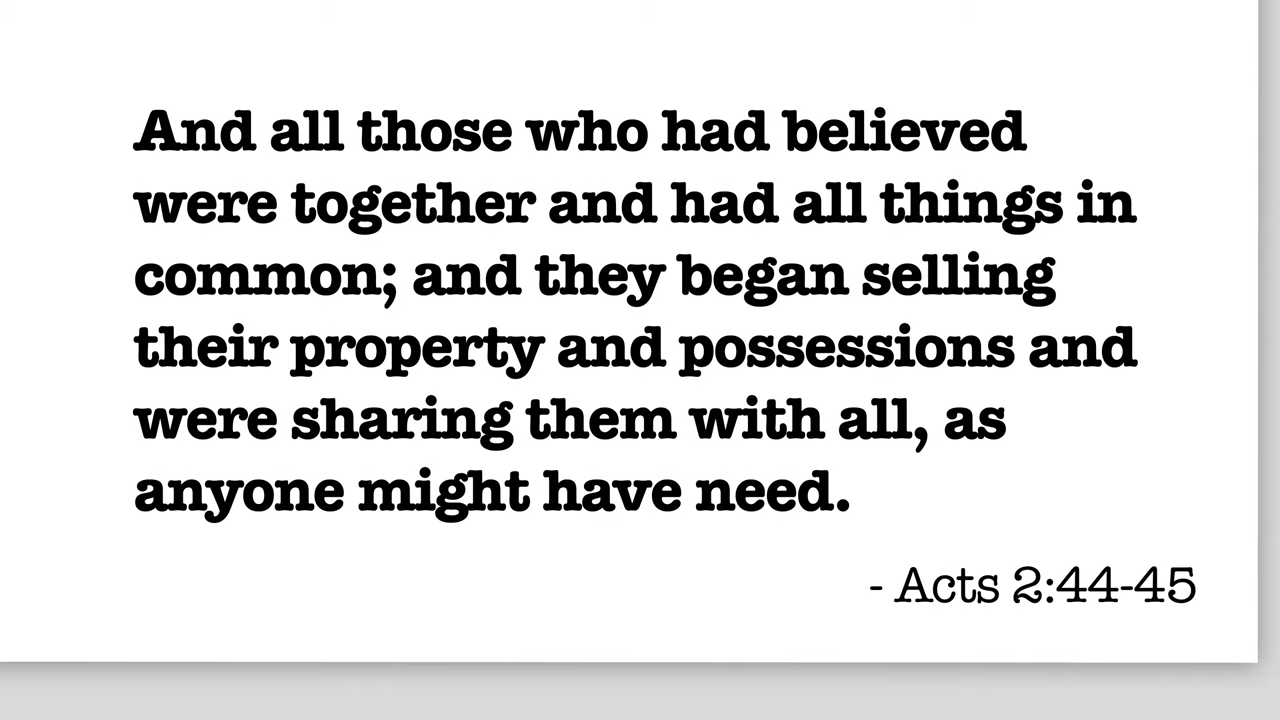 And all those who had believed
were together and had all things in
common; and they began selling
their property and possessions and
were sharing them with all, as
anyone might have need.
- Acts 2:44-45